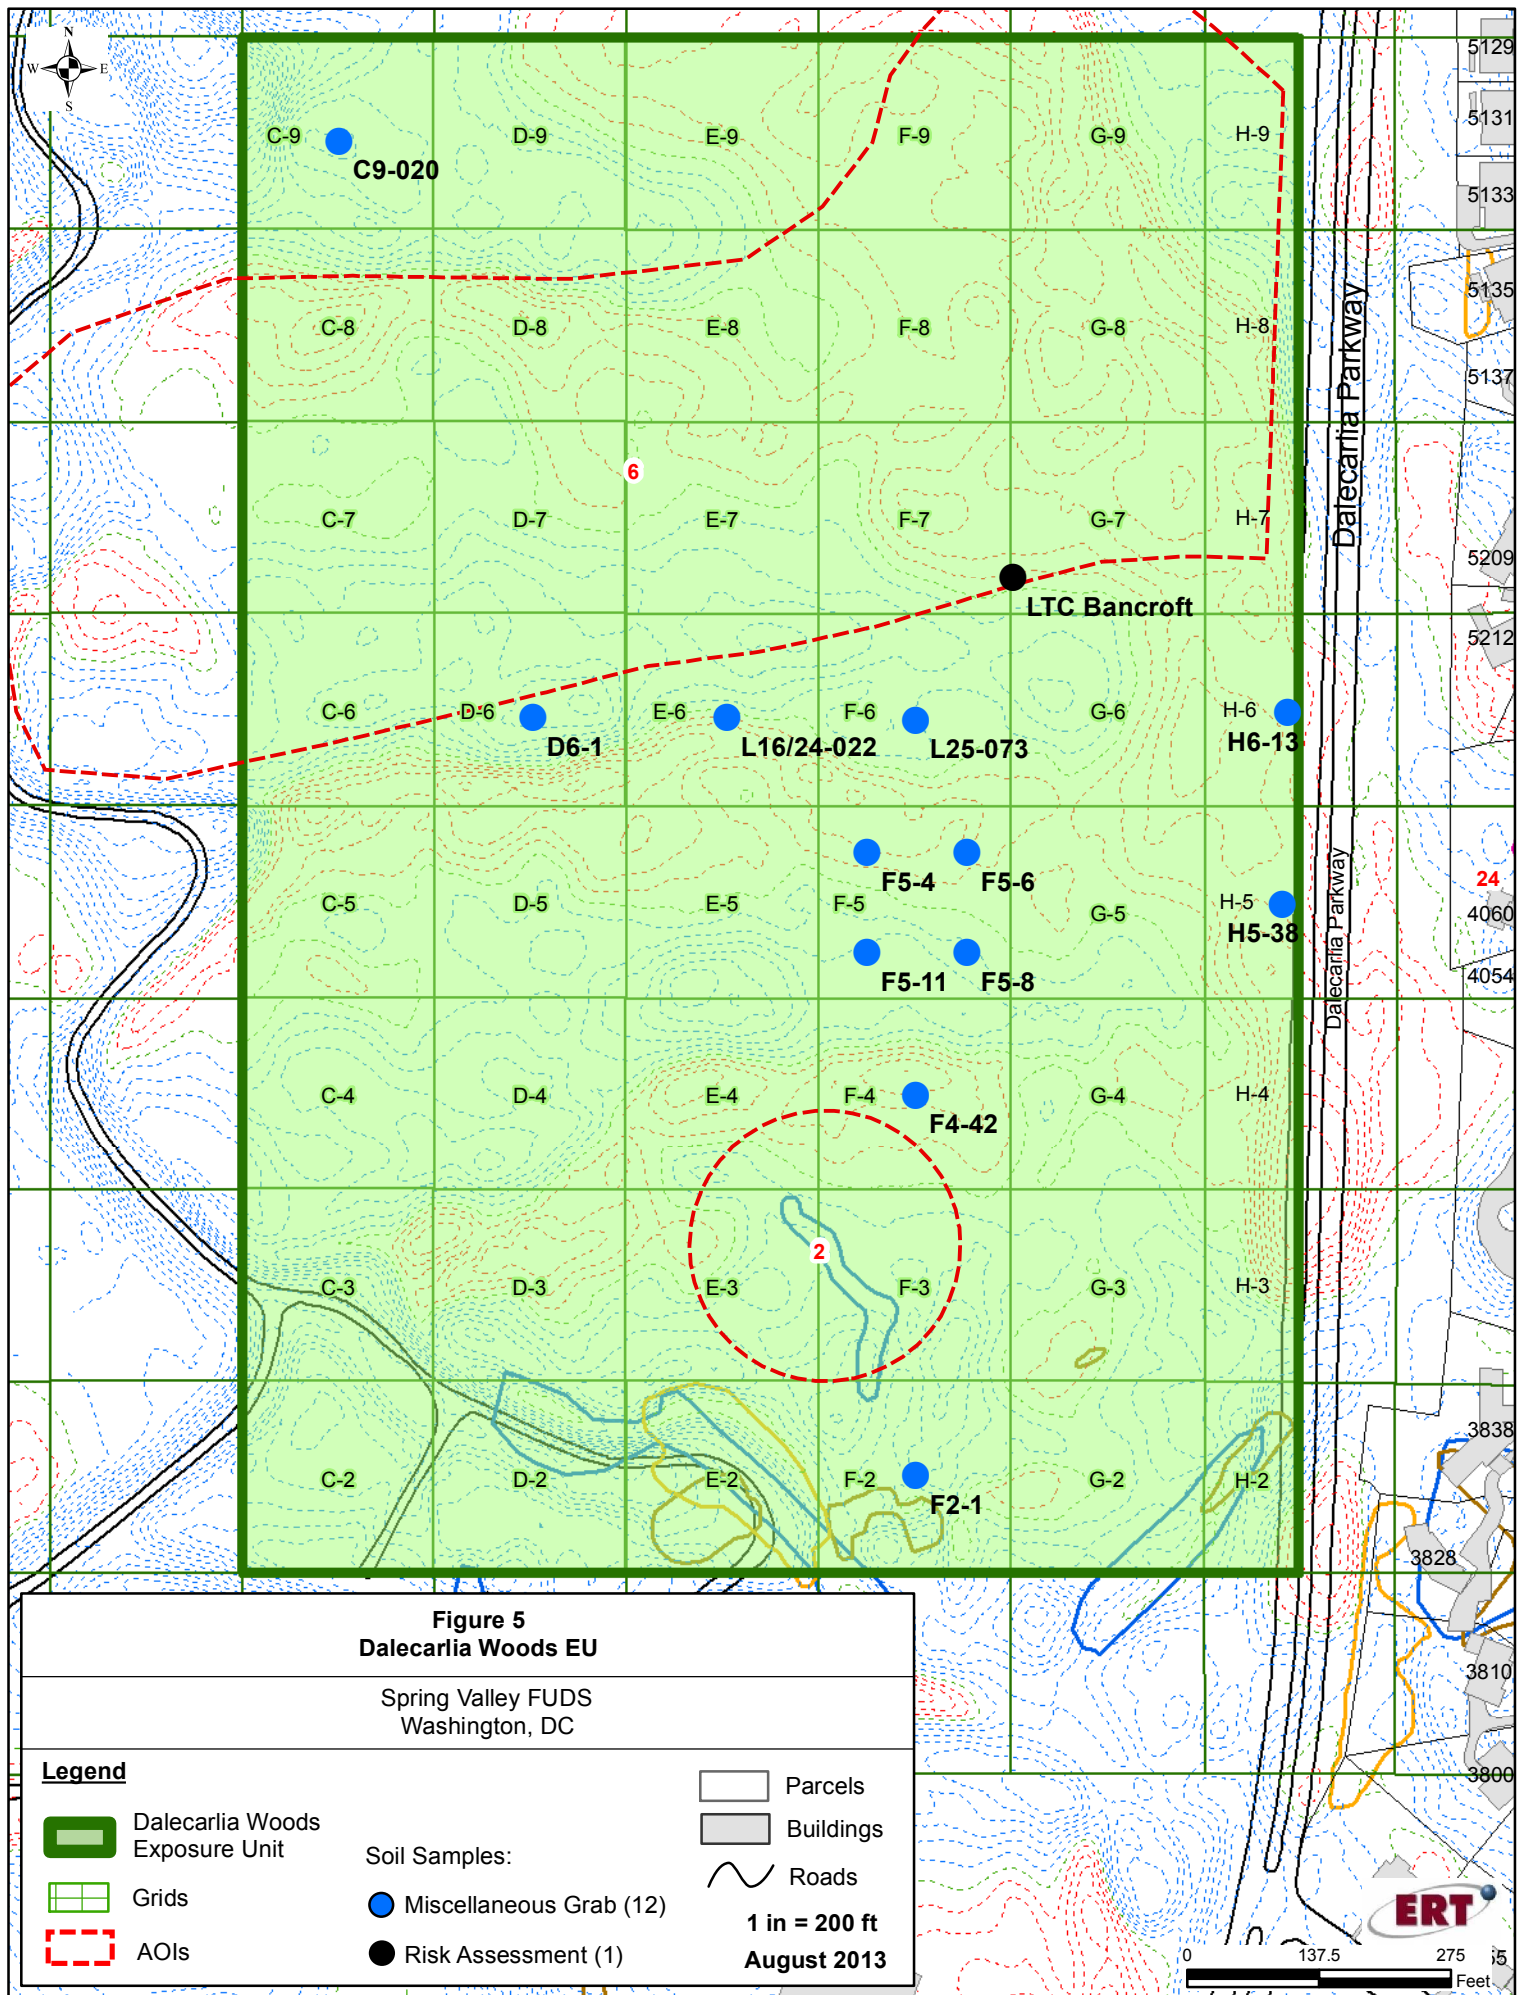 N
W E
S
5129
5131
5133
5135
5137
5209
5212
24
4060
4054
3838
3828
3810
3800
C-9 D-9 E-9 F-9 G-9 H-9
C9-020
C-8 D-8 E-8 F-8 G-8 H-8
Dalecarlia Parkway
6
C-7 D-7 E-7 F-7 G-7 H-7
LTC Bancroft
C-6 D-6 E-6 F-6 G-6 H-6
D6-1 L16/24-022 L25-073 H6-13
F5-4 F5-6
C-5 D-5 E-5 F-5 G-5 H-5
H5-38
Dalecarlia Parkway
F5-11 F5-8
C-4 D-4 E-4 F-4 G-4 H-4
F4-42
2
C-3 D-3 E-3 F-3 G-3 H-3
C-2 D-2 E-2 F-2 G-2 H-2
F2-1
Figure 5
Dalecarlia Woods EU
Spring Valley FUDS
Washington, DC
Legend
Dalecarlia Woods
Exposure Unit
Grids
AOIs
Soil Samples:
Miscellaneous Grab (12)
Risk Assessment (1)
Parcels
Buildings
Roads
1 in = 200 ft
August 2013
ERT
0 137.5 275
Feet